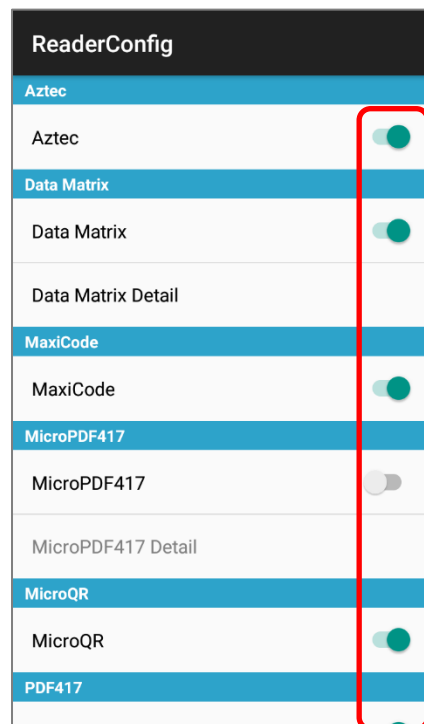 ReaderConfig
Aztec
Aztec
Data Matrix
Data Matrix
Data Matrix Detail
MaxiCode
MaxiCode
MicroPDF417
MicroPDF417
MicroPDF417 Detail
MicroQR
MicroQR
PDF417